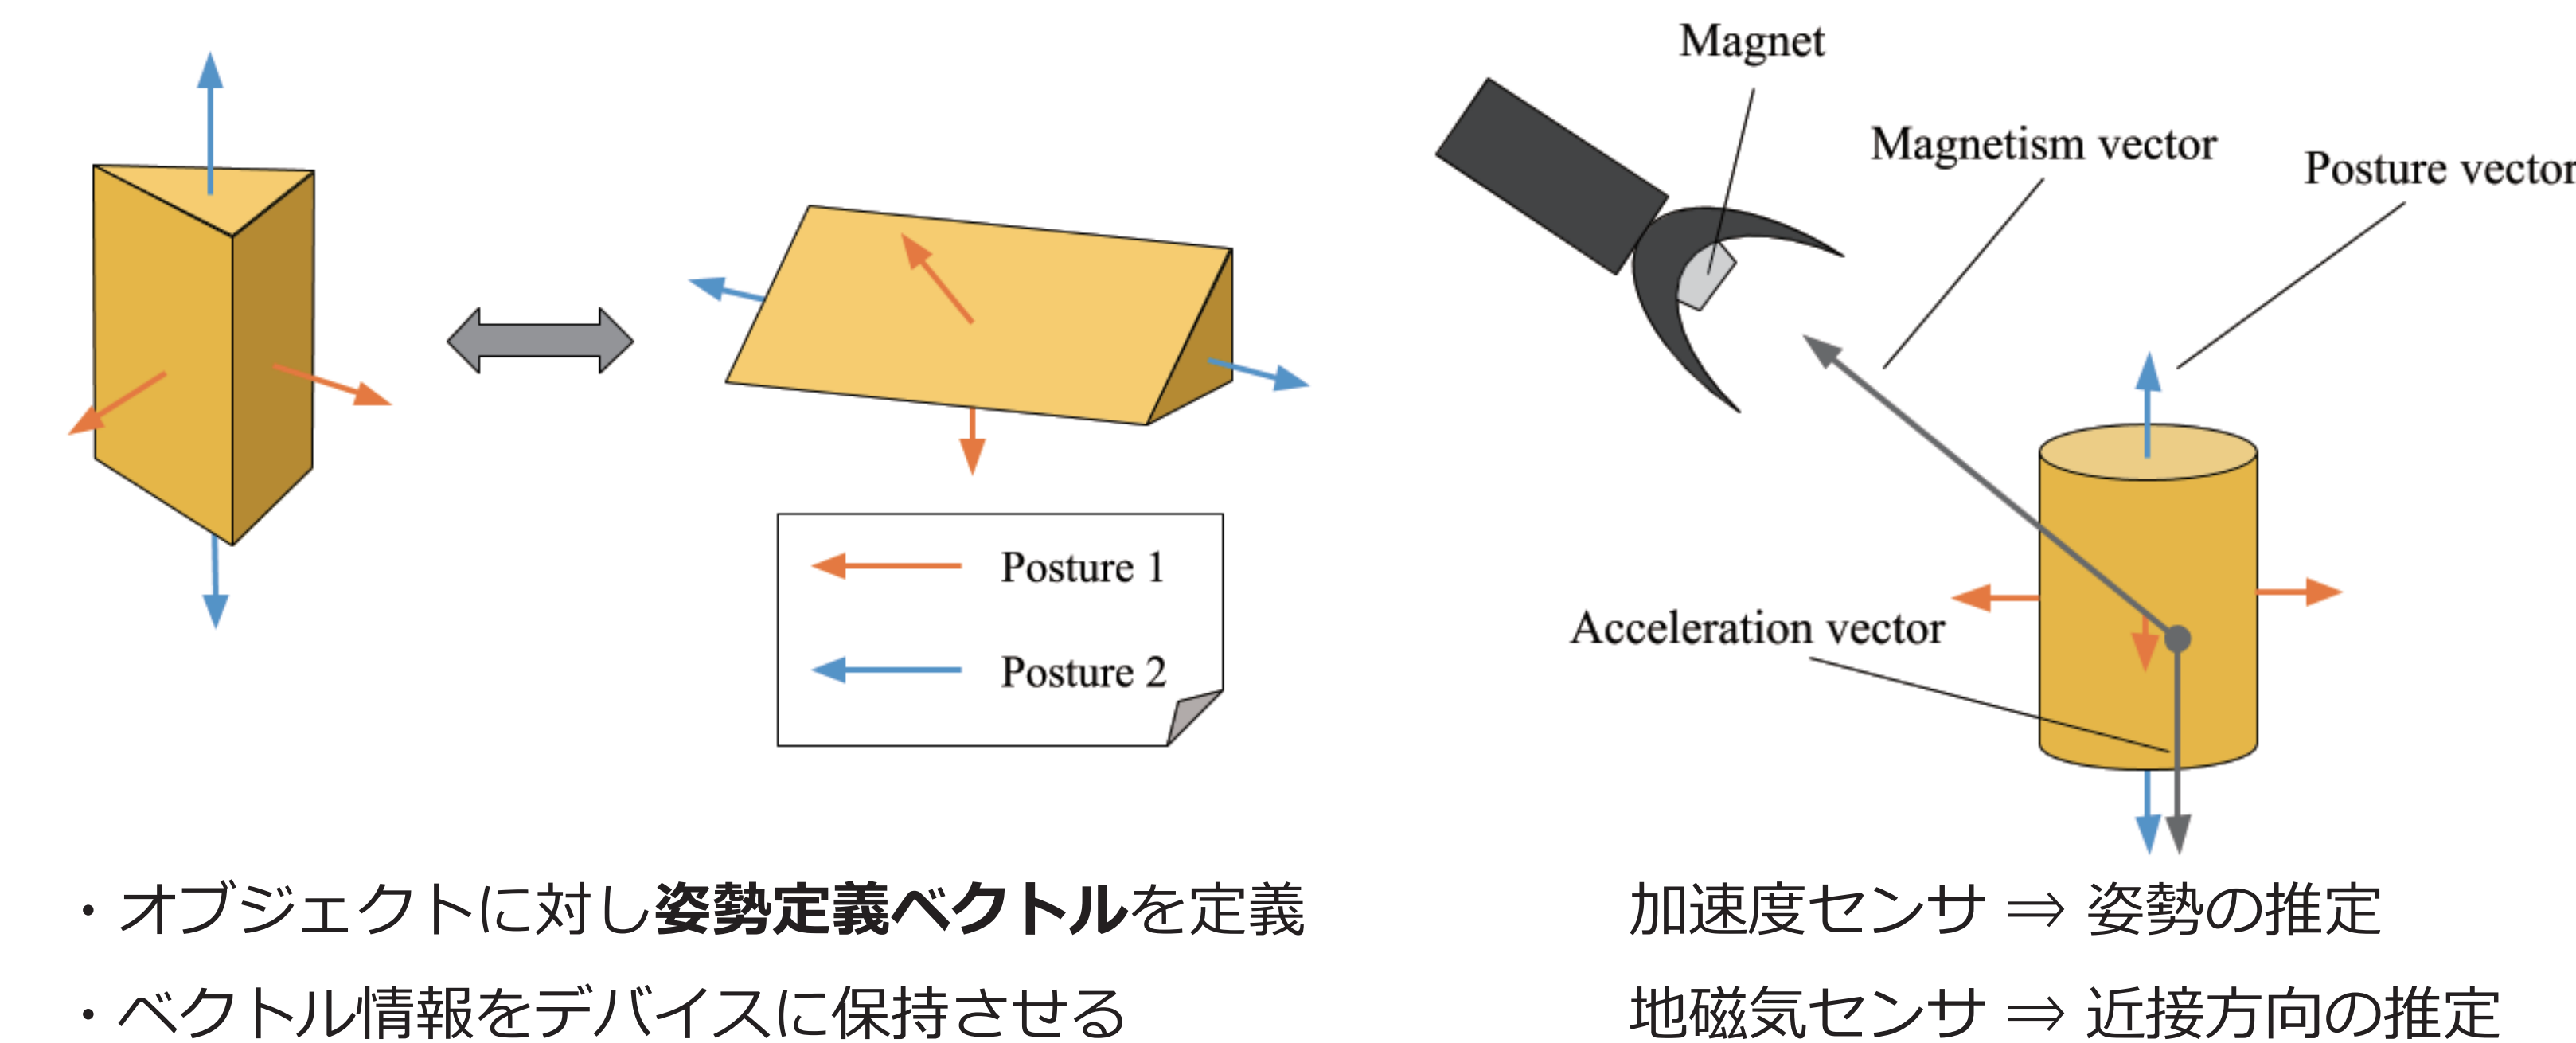 Magnet
Magnetism vector
Posture vector
Posture 1
Posture 2
Acceleration vector
・オブジェクトに対し姿勢定義ベクトルを定義
・ベクトル情報をデバイスに保持させる
加速度センサ ⇒ 姿勢の推定
地磁気センサ ⇒ 近接方向の推定